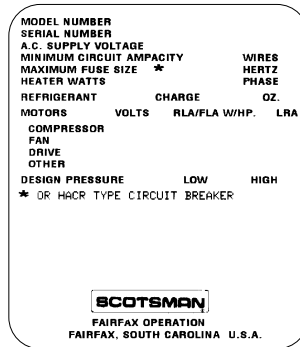 MODEL NUMBER
SERIAL NUMBER
A.C. SUPPLY VOLTAGE
MINIMUM CIRCUIT AMPACITY WIRES
MAXIMUM FUSE SIZE * HERTZ
HEATER WATTS PHASE
REFRIGERANT CHARGE OZ.
MOTORS VOLTS RLA/FLA W/HP. LRA
COMPRESSOR
FAN
DRIVE
OTHER
DESIGN PRESSURE LOW HIGH
* OR HACR TYPE CIRCUIT BREAKER
SCOTSMAN
FAIRFAX OPERATION
FAIRFAX, SOUTH CAROLINA U.S.A.